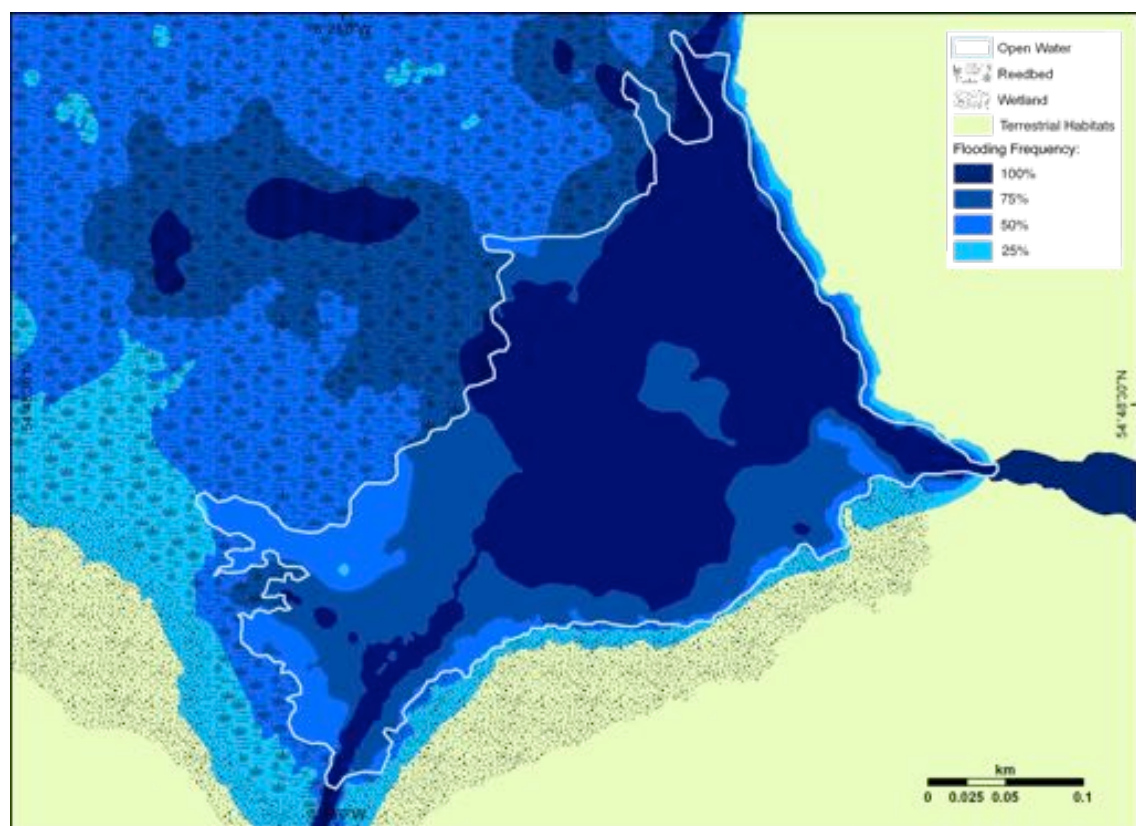 Open Water
Reedbed
Wetland
Terrestrial Habitats
Flooding Frequency:
100%
75%
50%
25%
54°48'30"N
km
0 0.025 0.05 0.1